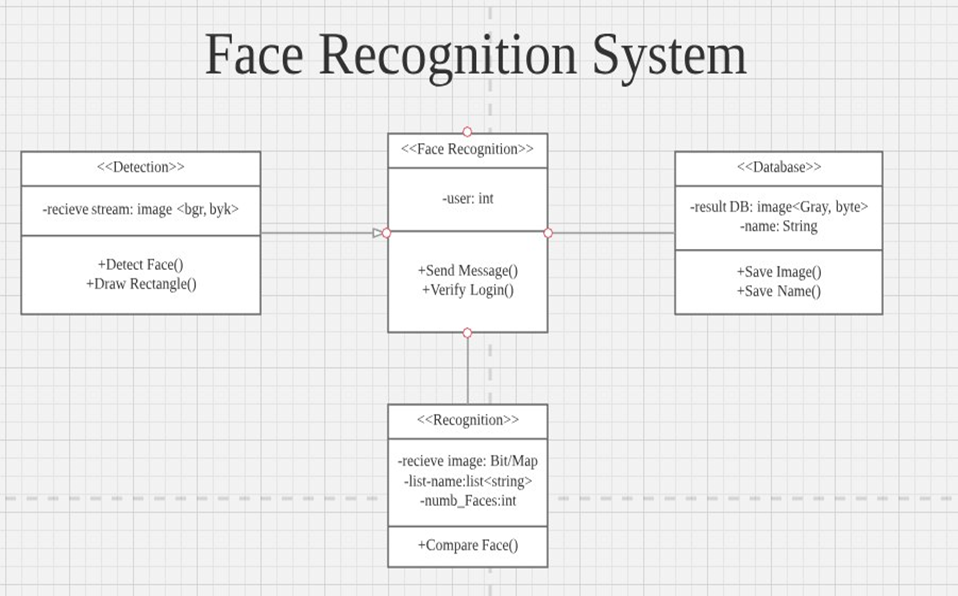 Face Recognition System
<<Detection>>
-recieve stream: image <bgr, byk>
+Detect Face()
+Draw Rectangle()
<<Face Recognition>>
-user: int
+Send Message()
+Verify Login()
<<Database>>
-result DB: image<Gray, byte>
-name: String
+Save Image()
+Save Name()
<<Recognition>>
-recieve image: Bit/Map
-list-name:list<string>
-numb_Faces:int
+Compare Face()